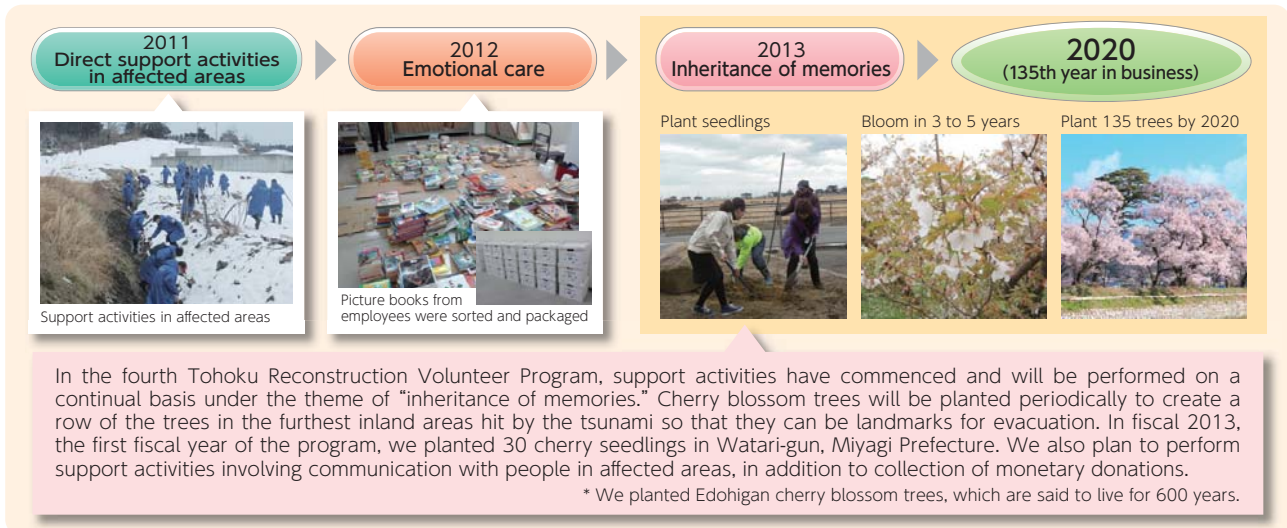 2011
Direct support activities
in affected areas
2012
Emotional care
2013
Inheritance of memories
2020
(135th year in business)
Support activities in affected areas
Picture books from
employees were sorted and packaged
Plant seedlings
Bloom in 3 to 5 years
Plant 135 trees by 2020
In the fourth Tohoku Reconstruction Volunteer Program, support activities have commenced and will be performed on a
continual basis under the theme of “inheritance of memories.” Cherry blossom trees will be planted periodically to create a
row of the trees in the furthest inland areas hit by the tsunami so that they can be landmarks for evacuation. In fiscal 2013,
the first fiscal year of the program, we planted 30 cherry seedlings in Watari-gun, Miyagi Prefecture. We also plan to perform
support activities involving communication with people in affected areas, in addition to collection of monetary donations.
* We planted Edohigan cherry blossom trees, which are said to live for 600 years.